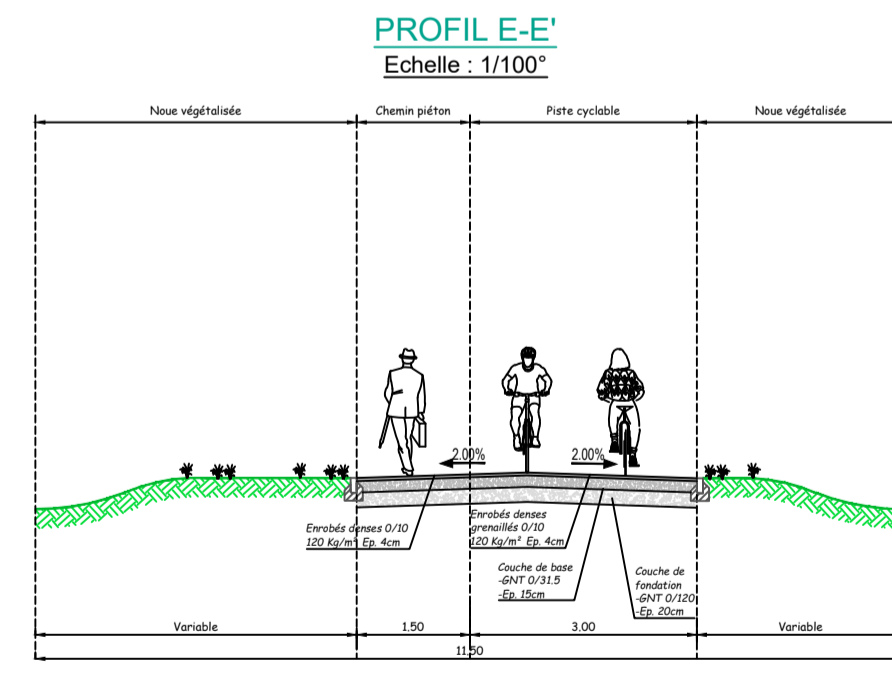 PROFIL E-E'
Echelle : 1/100°
Noue végétalisée
Chemin piéton
Piste cyclable
Noue végétalisée
2.00%
2.00%
Enrobés denses 0/10
120 Kg/m² Ep. 4cm
Enrobés denses
grenaillés 0/10
120 Kg/m² Ep. 4cm
Couche de base
-GNT 0/31.5
-Ep. 15cm
Couche de
fondation
-GNT 0/120
-Ep. 20cm
Variable
1.50
3.00
Variable
11.50